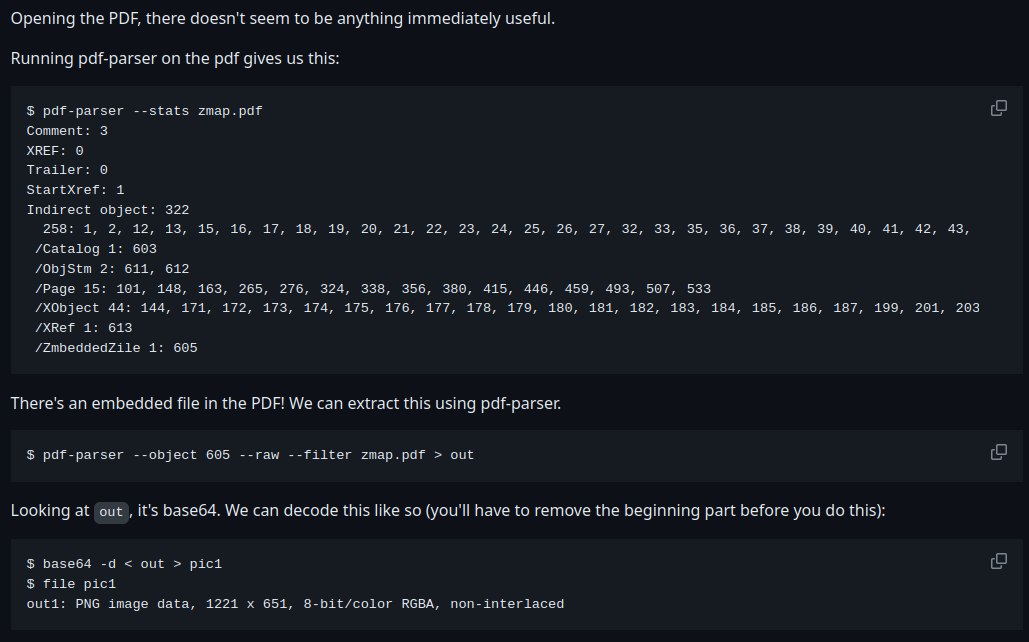 Opening the PDF, there doesn't seem to be anything immediately useful.
Running pdf-parser on the pdf gives us this:
$ pdf-parser --stats zmap.pdf
Comment: 3
XREF: 0
Trailer: 0
StartXref: 1
Indirect object: 322
  258: 1, 2, 12, 13, 15, 16, 17, 18, 19, 20, 21, 22, 23, 24, 25, 26, 27, 32, 33, 35, 36, 37, 38, 39, 40, 41, 42, 43,
 /Catalog 1: 603
 /ObjStm 2: 611, 612
 /Page 15: 101, 148, 163, 265, 276, 324, 338, 356, 380, 415, 446, 459, 493, 507, 533
 /XObject 44: 144, 171, 172, 173, 174, 175, 176, 177, 178, 179, 180, 181, 182, 183, 184, 185, 186, 187, 199, 201, 203
 /XRef 1: 613
 /ZmbeddedZile 1: 605
There's an embedded file in the PDF! We can extract this using pdf-parser.
$ pdf-parser --object 605 --raw --filter zmap.pdf > out
Looking at out, it's base64. We can decode this like so (you'll have to remove the beginning part before you do this):
$ base64 -d < out > pic1
$ file pic1
out1: PNG image data, 1221 x 651, 8-bit/color RGBA, non-interlaced